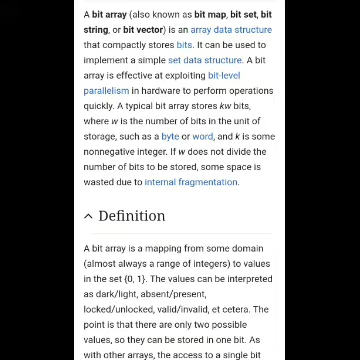 A bit array (also known as bit map, bit set, bit
string, or bit vector) is an array data structure
that compactly stores bits. It can be used to
implement a simple set data structure. A bit
array is effective at exploiting bit-level
parallelism in hardware to perform operations
quickly. A typical bit array stores kw bits,
where w is the number of bits in the unit of
storage, such as a byte or word, and k is some
nonnegative integer. If w does not divide the
number of bits to be stored, some space is
wasted due to internal fragmentation.
Definition
A bit array is a mapping from some domain
(almost always a range of integers) to values
in the set {0, 1}. The values can be interpreted
as dark/light, absent/present,
locked/unlocked, valid/invalid, et cetera. The
point is that there are only two possible
values, so they can be stored in one bit. As
with other arrays, the access to a single bit